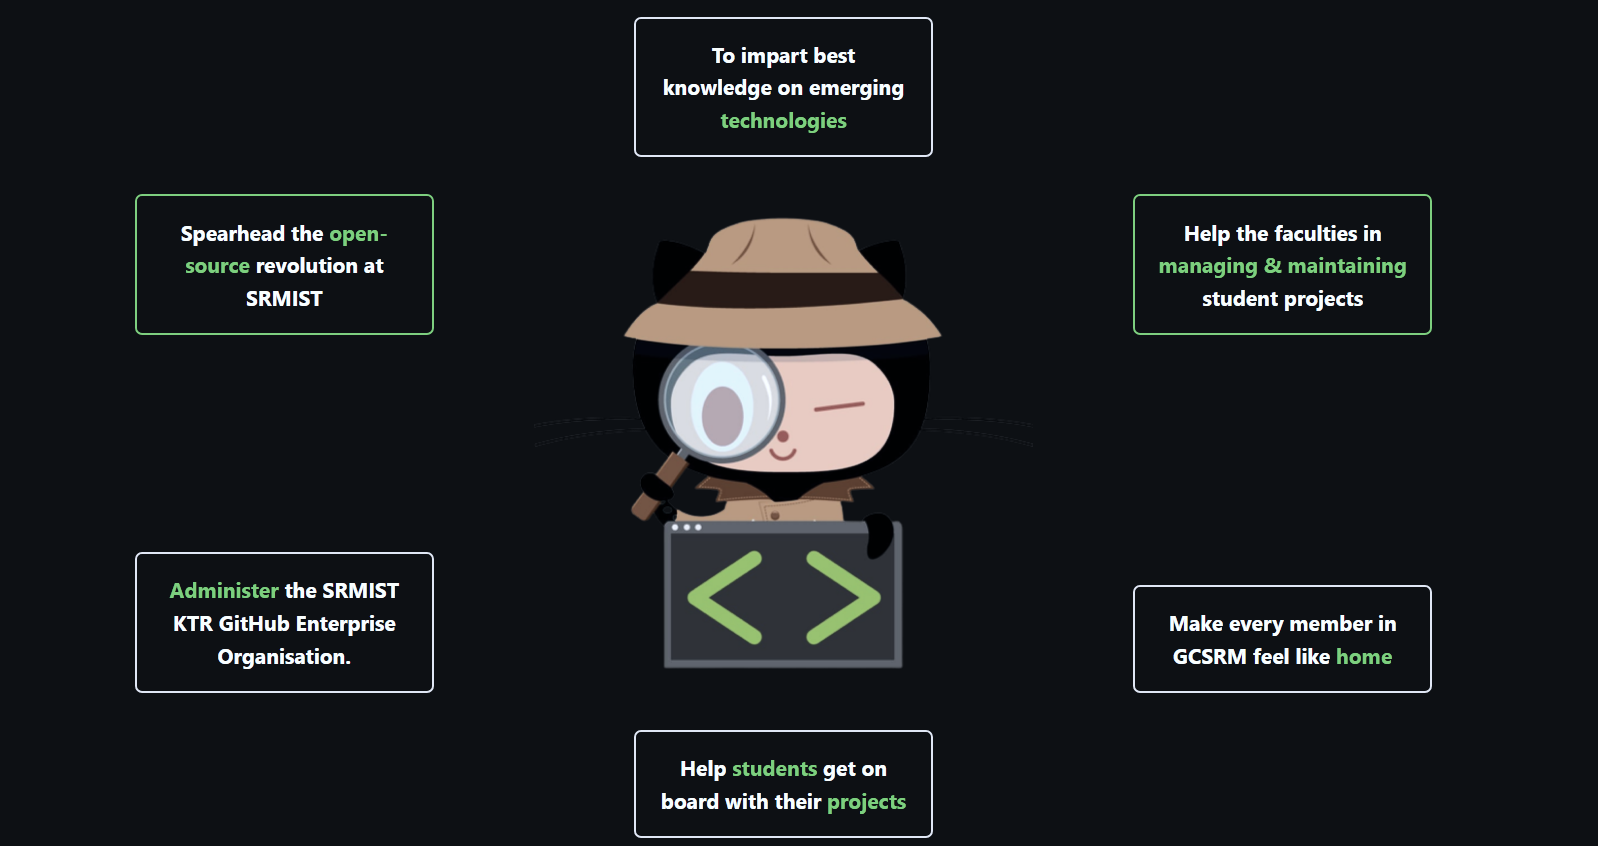 To impart best
knowledge on emerging
technologies
Spearhead the open-
source revolution at
SRMIST
Help the faculties in
managing & maintaining
student projects
Administer the SRMIST
KTR GitHub Enterprise
Organisation.
Make every member in
GCSRM feel like home
Help students get on
board with their projects